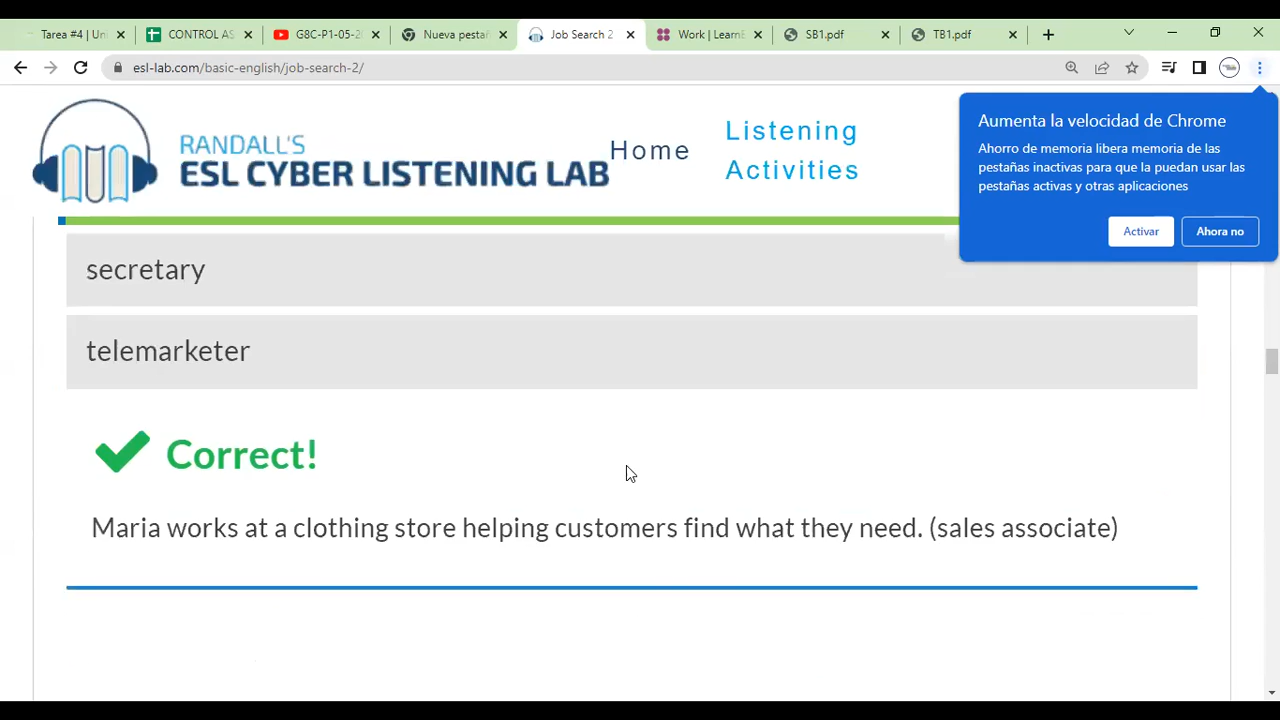 Tarea #4 | Un
CONTROL AS
G8C-P1-05-2
Nueva pestañ
Job Search 2
Work | LearnE
SB1.pdf
TB1.pdf
esl-lab.com/basic-english/job-search-2/
RANDALL'S
ESL CYBER LISTENING LAB
Home
Listening
Activities
Aumenta la velocidad de Chrome
Ahorro de memoria libera memoria de las
pestañas inactivas para que la puedan usar las
pestañas activas y otras aplicaciones
Activar
Ahora no
secretary
telemarketer
Correct!
Maria works at a clothing store helping customers find what they need. (sales associate)